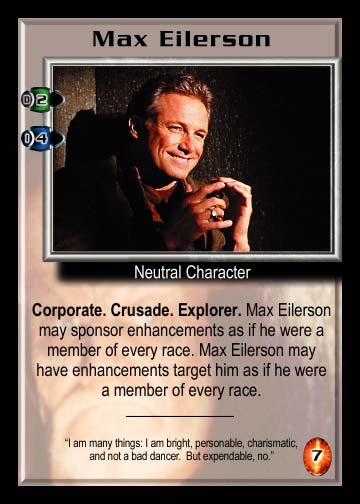 Max Eilerson
2
4
Neutral Character
Corporate. Crusade. Explorer. Max Eilerson
may sponsor enhancements as if he were a
member of every race. Max Eilerson may
have enhancements target him as if he were
a member of every race.
“I am many things: I am bright, personable, charismatic,
and not a bad dancer.  But expendable, no.”
7